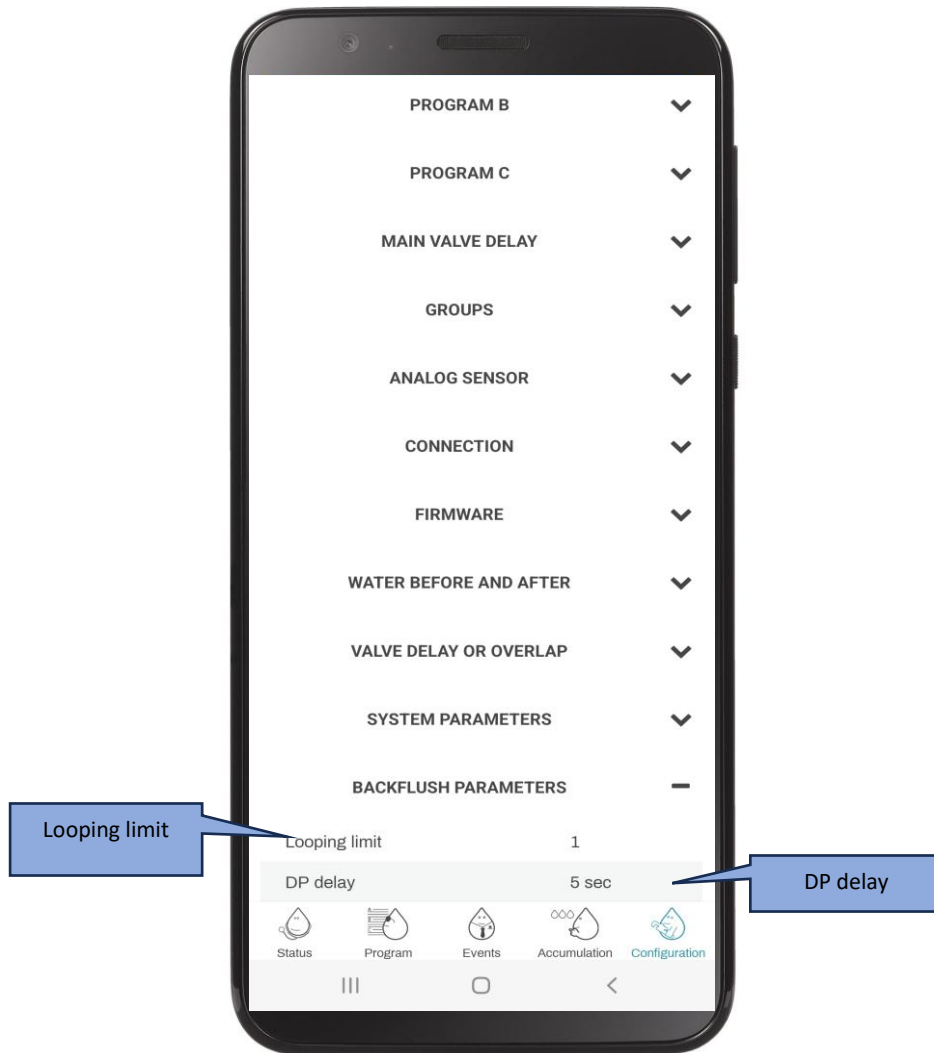 PROGRAM B
PROGRAM C
MAIN VALVE DELAY
GROUPS
ANALOG SENSOR
CONNECTION
FIRMWARE
WATER BEFORE AND AFTER
VALVE DELAY OR OVERLAP
SYSTEM PARAMETERS
BACKFLUSH PARAMETERS
Looping limit
Looping limit 1
DP delay 5 sec
DP delay
Status Program Events Accumulation Configuration